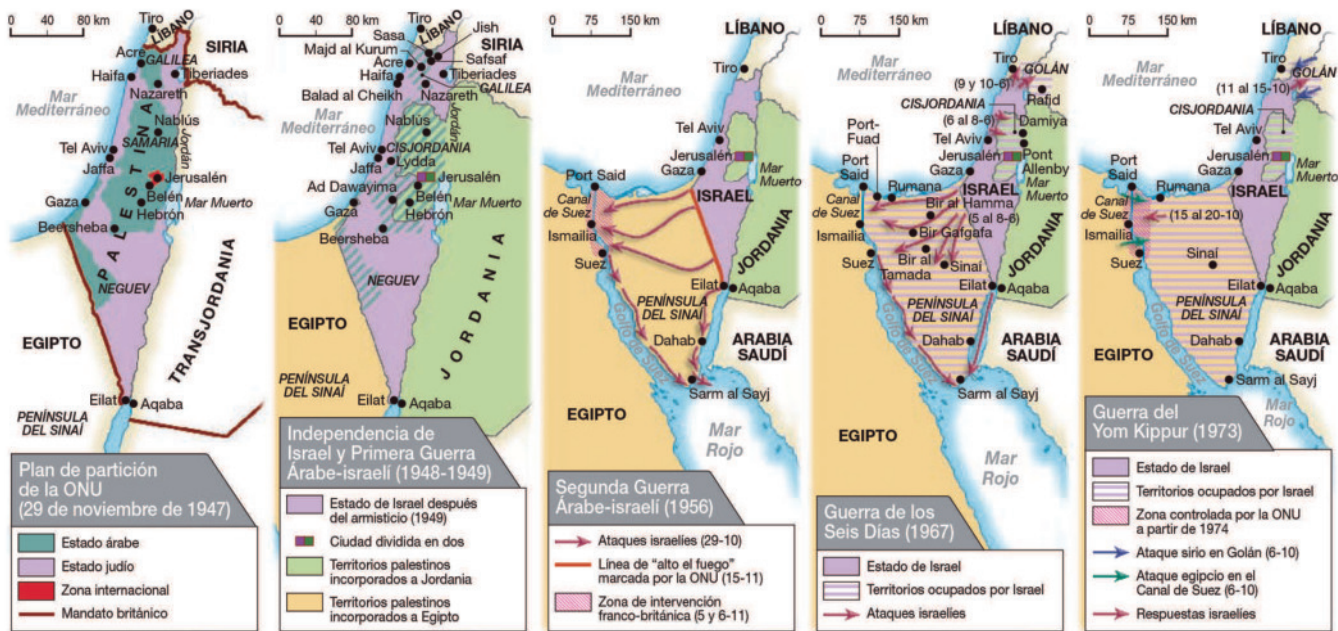 0 40 80 km
Tiro
LÍBANO
SIRIA
Acre
GALILEA
Haifa
Tiberiades
Nazareth
Mar
Mediterráneo
Nablús
SAMARIA
Jordán
Tel Aviv
Jaffa
Jerusalén
Belén
Gaza
Hebrón
Mar Muerto
Beersheba
PALESTINA
NEGUEV
TRANSJORDANIA
EGIPTO
Eilat
Aqaba
PENÍNSULA
DEL SINAÍ
Plan de partición
de la ONU
(29 de noviembre de 1947)
Estado árabe
Estado judío
Zona internacional
Mandato británico
0 40 80 km
Tiro
Sasa
Jish
LÍBANO
Majd al Kurum
SIRIA
Acre
Safsaf
Haifa
Tiberiades
Balad al Cheikh
Nazareth
GALILEA
Mar
Mediterráneo
Nablús
Jordán
Tel Aviv
CISJORDANIA
Jaffa
Lydda
Jerusalén
Ad Dawayima
Belén
Gaza
Hebrón
Mar Muerto
Beersheba
NEGUEV
JORDANIA
EGIPTO
PENÍNSULA
DEL SINAÍ
Eilat
Aqaba
Independencia de
Israel y Primera Guerra
Árabe-israelí (1948-1949)
Estado de Israel después
del armisticio (1949)
Ciudad dividida en dos
Territorios palestinos
incorporados a Jordania
Territorios palestinos
incorporados a Egipto
0 75 150 km
LÍBANO
Tiro
Mar
Mediterráneo
Tel Aviv
Jerusalén
Gaza
Mar
Muerto
Port Said
ISRAEL
Canal
de Suez
Ismailia
Suez
JORDANIA
Eilat
Aqaba
PENÍNSULA
DEL SINAÍ
Golfo de Suez
Dahab
ARABIA
SAUDÍ
Sarm al Sayj
EGIPTO
Mar
Rojo
Segunda Guerra
Árabe-israelí (1956)
Ataques israelíes (29-10)
Línea de “alto el fuego”
marcada por la ONU (15-11)
Zona de intervención
franco-británica (5 y 6-11)
0 75 150 km
LÍBANO
Tiro
GOLÁN
(9 y 10-6)
Rafid
Mar
Mediterráneo
CISJORDANIA
(6 al 8-6)
Damiya
Port-
Fuad
Tel Aviv
Jerusalén
Pont
Allenby
Port
Said
Gaza
Mar
Muerto
Rumana
ISRAEL
Canal
de Suez
Bir al
Hamma
(5 al 8-6)
Ismailia
Bir Gafgafa
Suez
Bir al
Tamada
Sinaí
JORDANIA
Eilat
Aqaba
PENÍNSULA
DEL SINAÍ
Golfo de Suez
Dahab
ARABIA
SAUDÍ
Sarm al Sayj
EGIPTO
Mar
Rojo
Guerra de los
Seis Días (1967)
Estado de Israel
Territorios ocupados por Israel
Ataques israelíes
0 75 150 km
LÍBANO
Tiro
GOLÁN
(11 al 15-10)
Mar
Mediterráneo
CISJORDANIA
Tel Aviv
Jerusalén
Port
Said
Gaza
Mar
Muerto
Rumana
ISRAEL
Canal
de Suez
(15 al 20-10)
Ismailia
Suez
Sinaí
JORDANIA
Eilat
Aqaba
PENÍNSULA
DEL SINAÍ
Golfo de Suez
Dahab
ARABIA
SAUDÍ
Sarm al Sayj
EGIPTO
Mar
Rojo
Guerra del
Yom Kippur (1973)
Estado de Israel
Territorios ocupados por Israel
Zona controlada por la ONU
a partir de 1974
Ataque sirio en Golán (6-10)
Ataque egipcio en el
Canal de Suez (6-10)
Respuestas israelíes